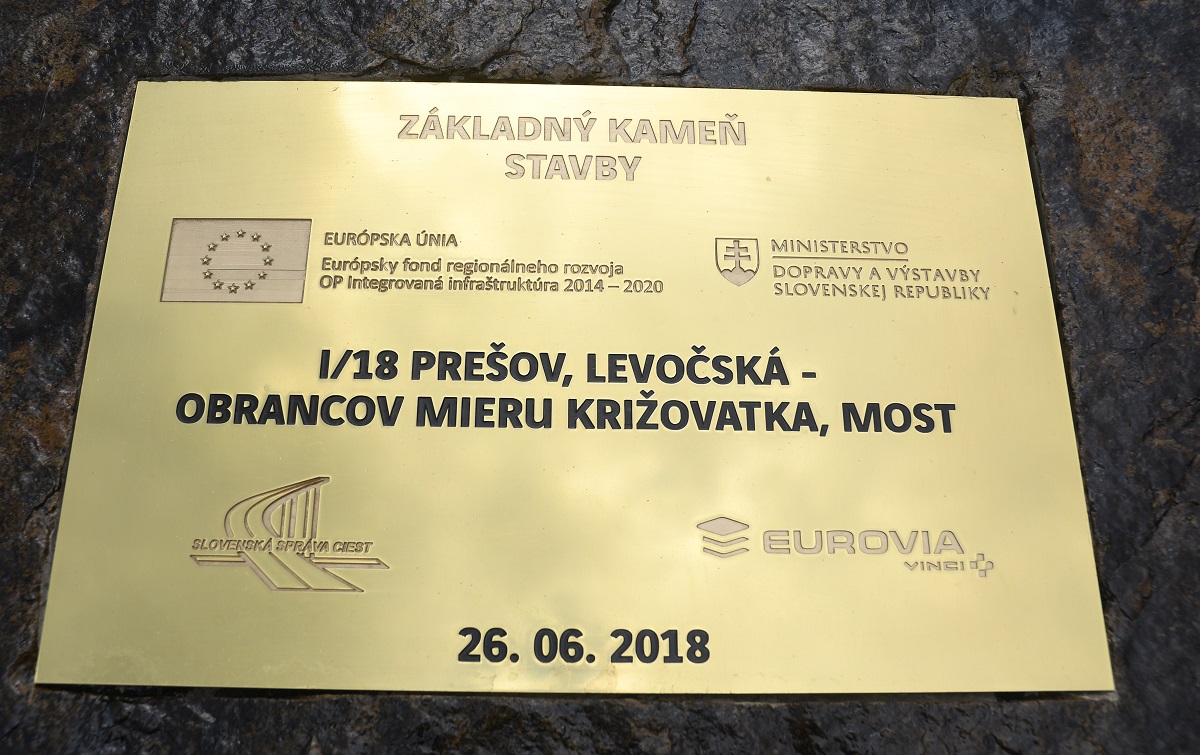 ZÁKLADNÝ KAMEŇ
STAVBY
EURÓPSKA ÚNIA
Európsky fond regionálneho rozvoja
OP Integrovaná infraštruktúra 2014 – 2020
MINISTERSTVO
DOPRAVY A VÝSTAVBY
SLOVENSKEJ REPUBLIKY
I/18 PREŠOV, LEVOČSKÁ -
OBRANCOV MIERU KRIŽOVATKA, MOST
SLOVENSKÁ SPRÁVA CIEST
EUROVIA
VINCI
26. 06. 2018